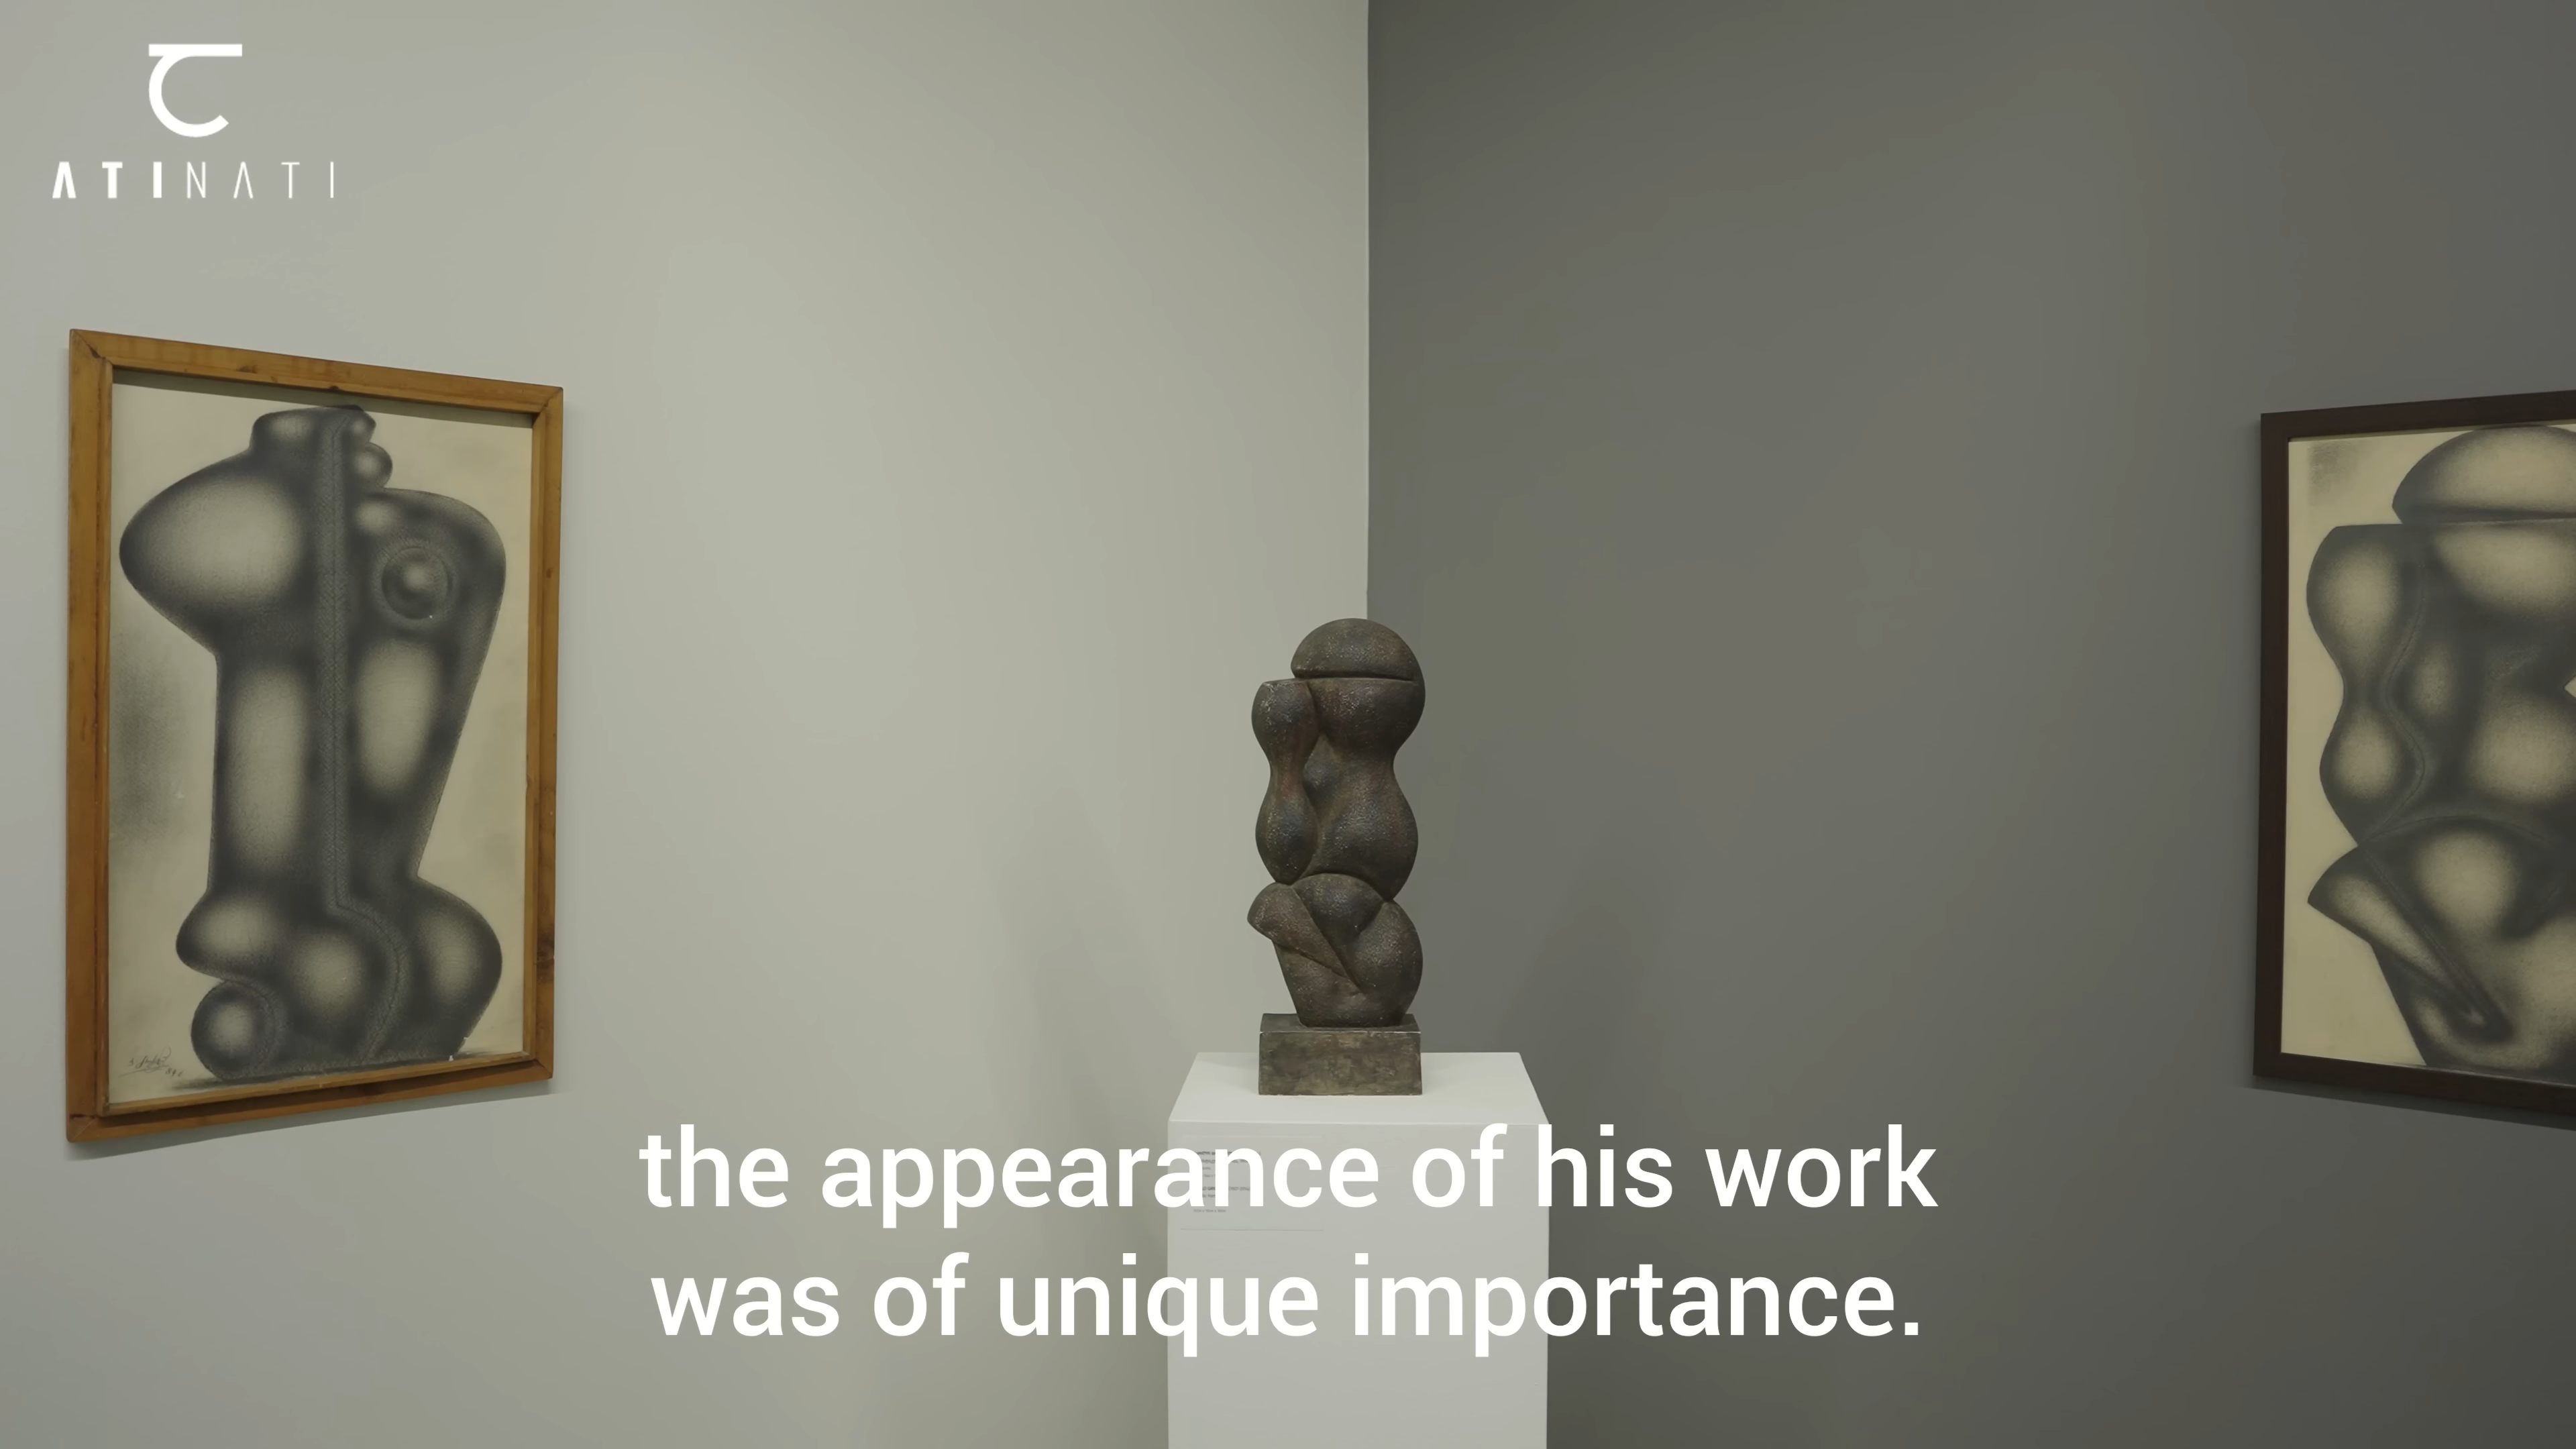 ATINATI
the appearance of his work
was of unique importance.